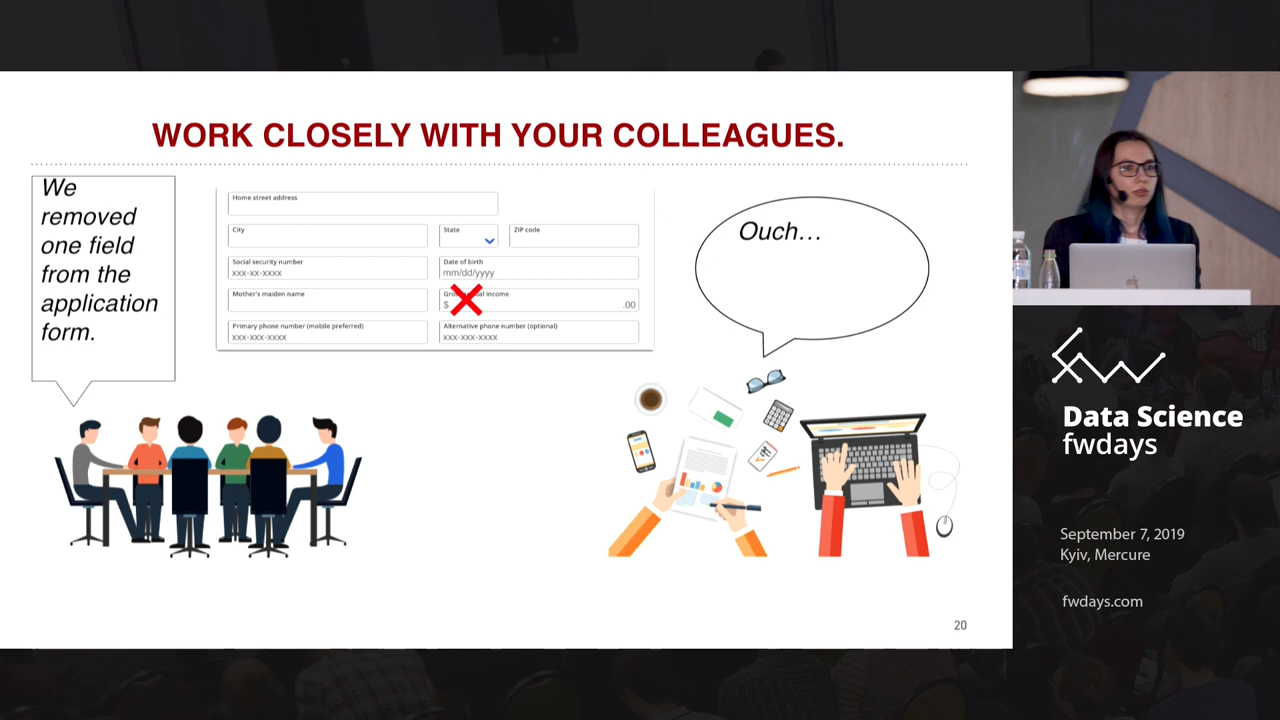 WORK CLOSELY WITH YOUR COLLEAGUES.
We
removed
one field
from the
application
form.
Home street address
City
State
ZIP code
Social security number
xxx-xx-xxxx
Date of birth
mm/dd/yyyy
Mother's maiden name
income
$
.00
Primary phone number (mobile preferred)
xxx-xxx-xxxx
Alternative phone number (optional)
xxx-xxx-xxxx
Ouch...
20
Data Science
fwdays
September 7, 2019
Kyiv, Mercure
fwdays.com